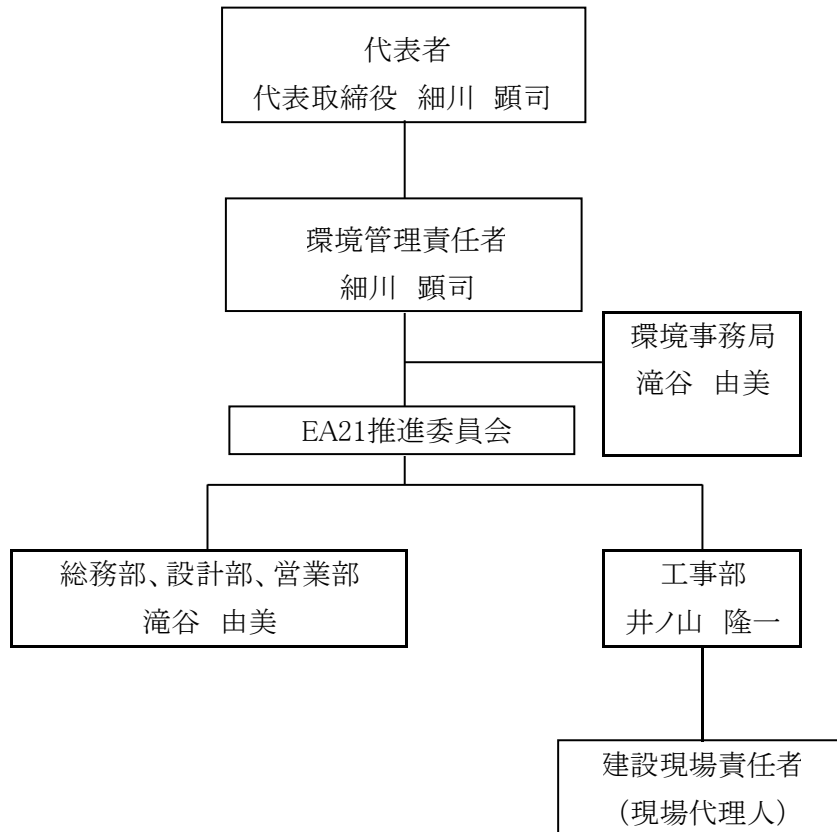 代表者
代表取締役 細川 顕司
環境管理責任者
細川 顕司
環境事務局
滝谷 由美
EA21推進委員会
総務部、設計部、営業部
滝谷 由美
工事部
井ノ山 隆一
建設現場責任者
（現場代理人）